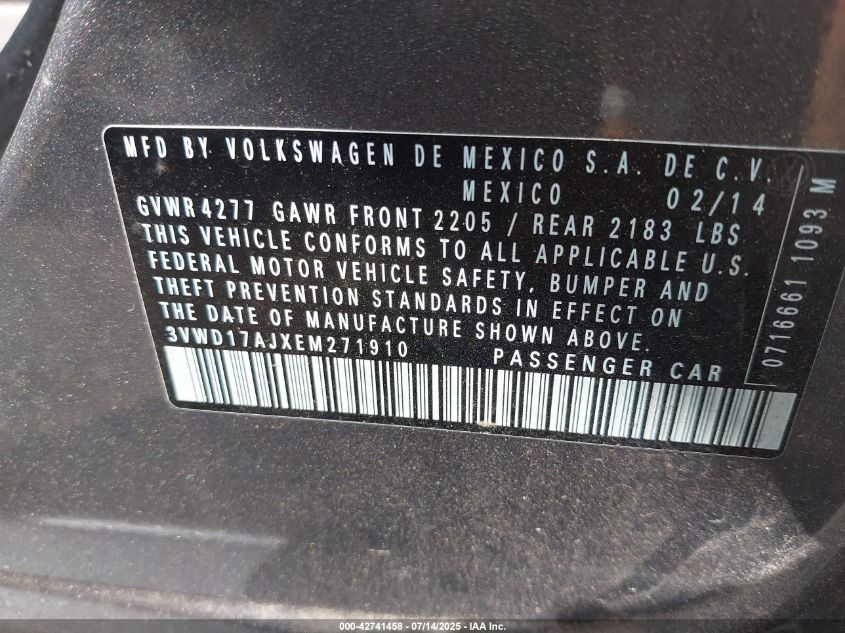 MFD BY VOLKSWAGEN DE MEXICO S.A. DE C.V.
MEXICO 02/14
GVWR 4277 GAWR FRONT 2205 / REAR 2183 LBS
THIS VEHICLE CONFORMS TO ALL APPLICABLE U.S.
FEDERAL MOTOR VEHICLE SAFETY, BUMPER AND
THEFT PREVENTION STANDARDS IN EFFECT ON
THE DATE OF MANUFACTURE SHOWN ABOVE.
3VWD17AJXEM271910 PASSENGER CAR
0716661 1093 M
000-42741458 - 07/14/2025 - IAA Inc.